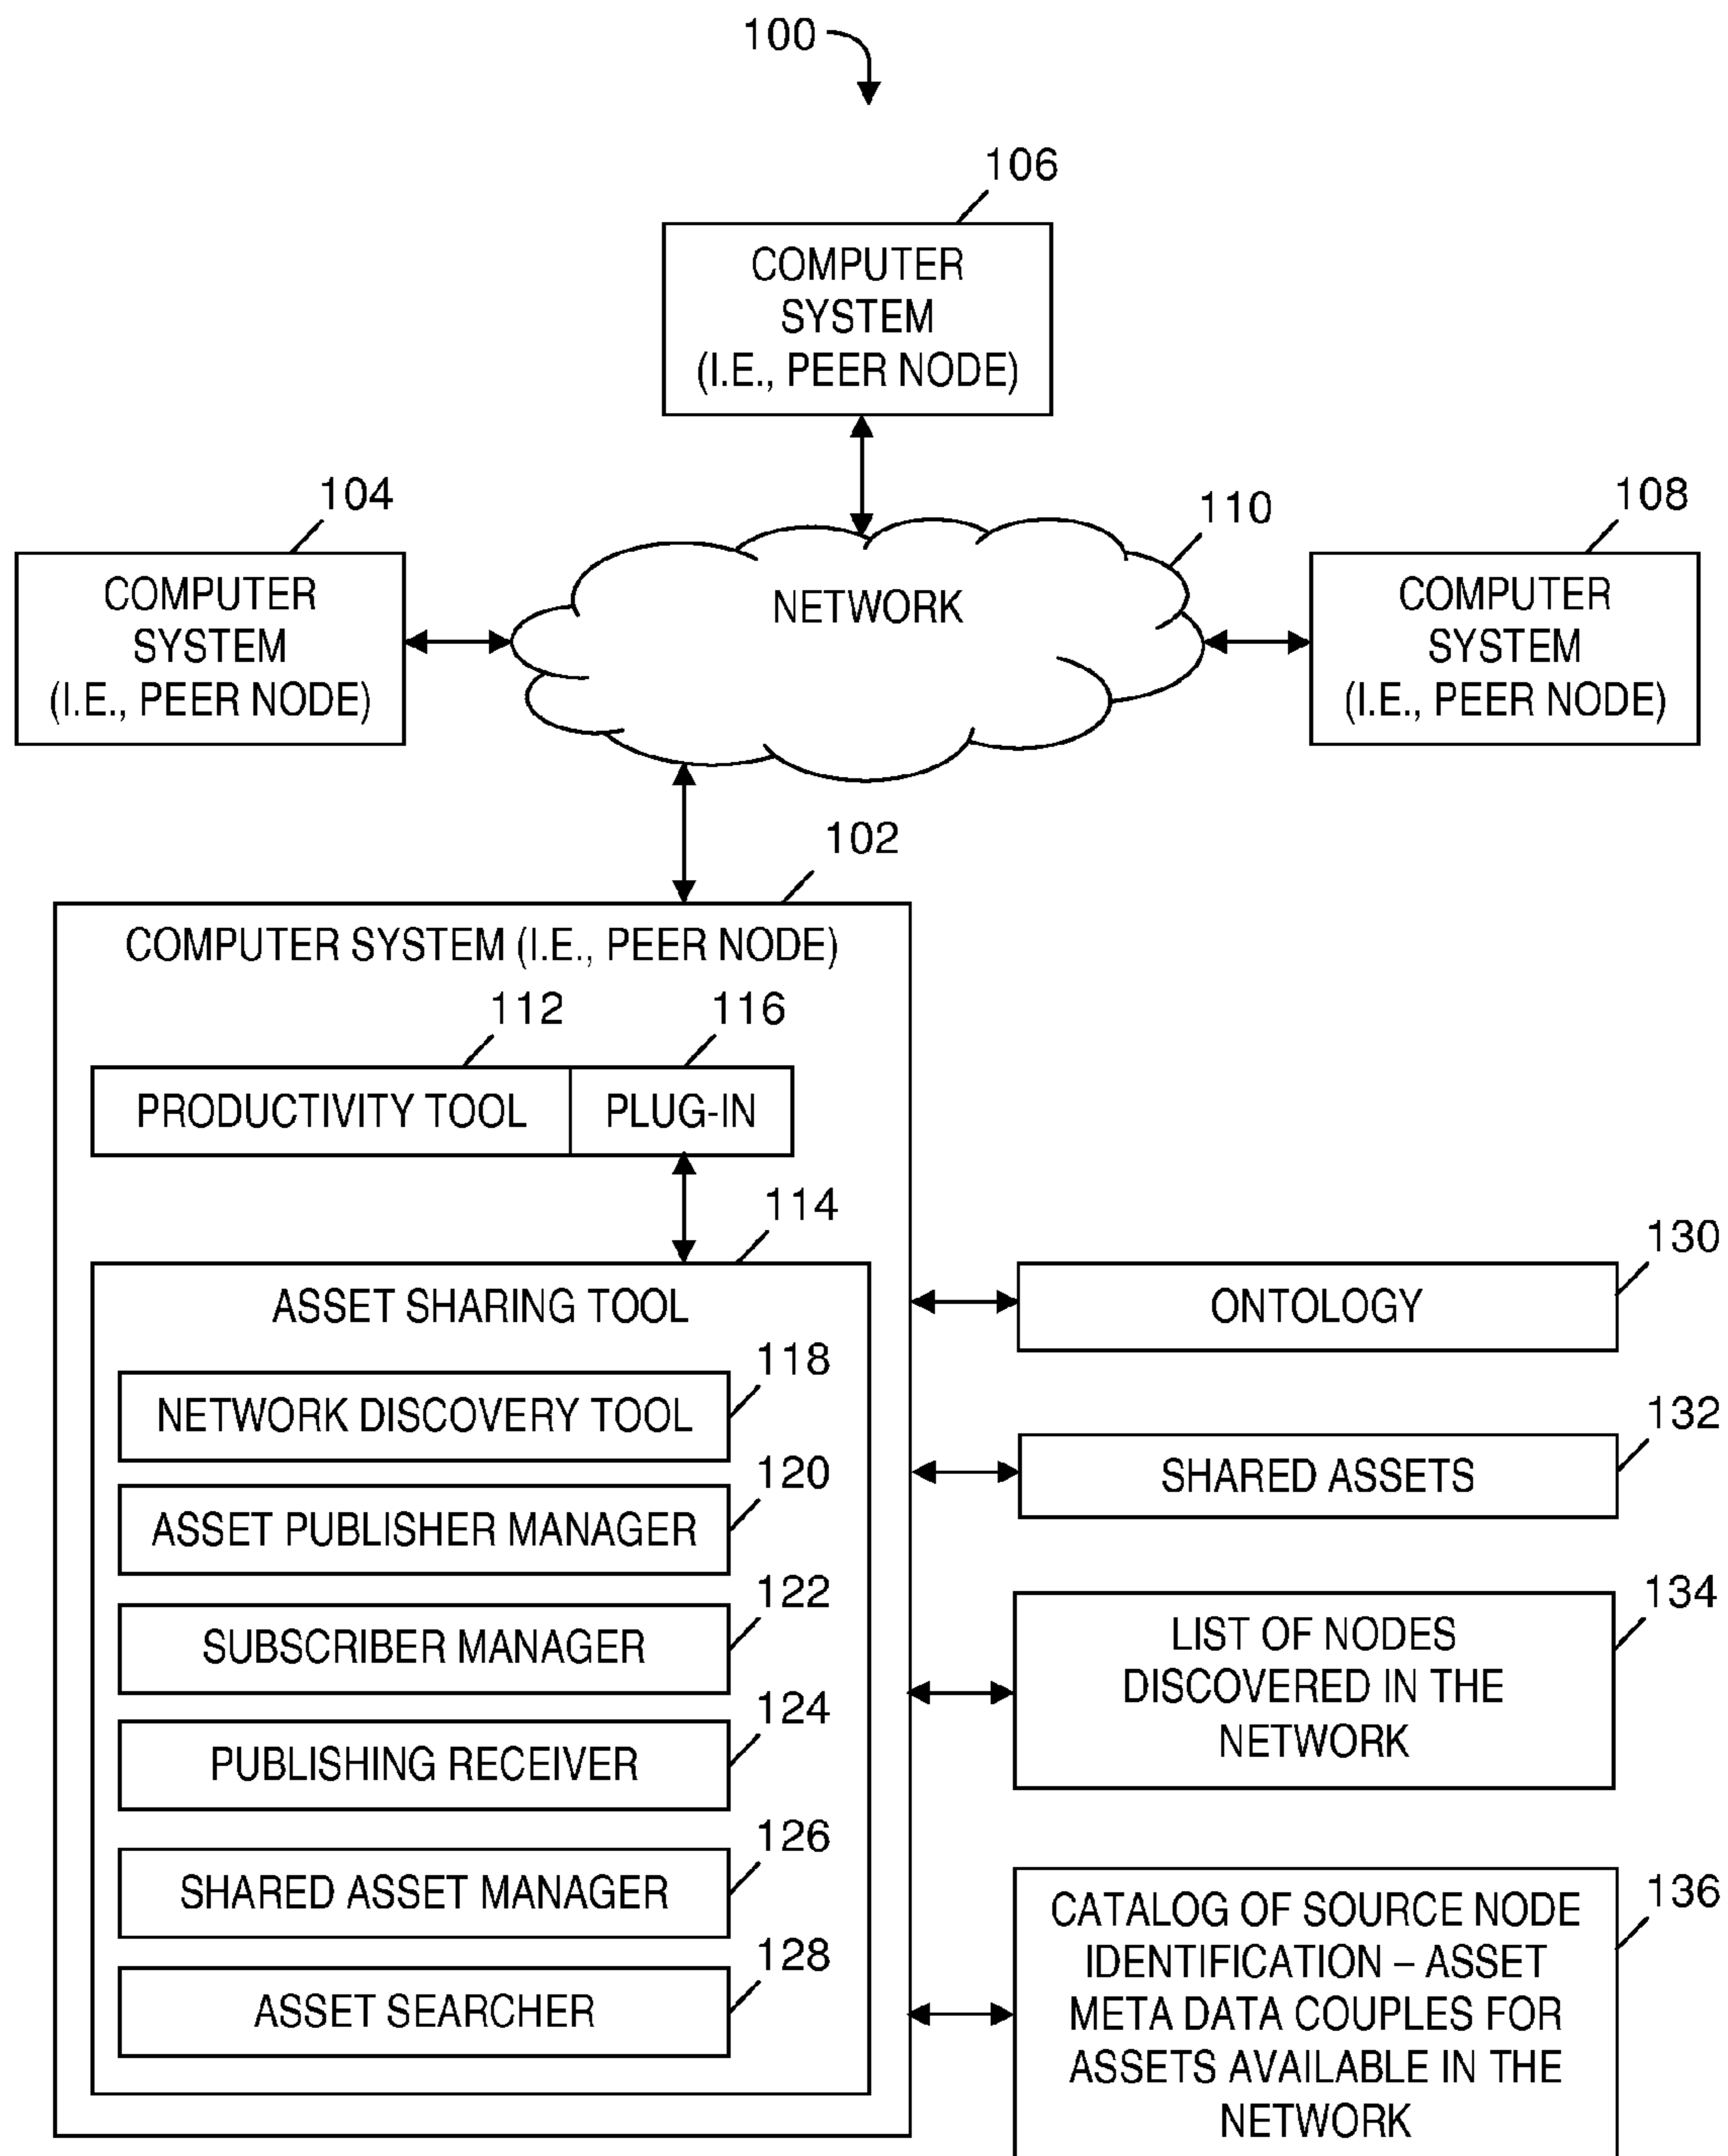 100
106
COMPUTER
SYSTEM
(I.E., PEER NODE)
104
110
108
COMPUTER
SYSTEM
(I.E., PEER NODE)
NETWORK
COMPUTER
SYSTEM
(I.E., PEER NODE)
102
COMPUTER SYSTEM (I.E., PEER NODE)
112
116
PRODUCTIVITY TOOL
PLUG-IN
114
ASSET SHARING TOOL
118
NETWORK DISCOVERY TOOL
120
ASSET PUBLISHER MANAGER
122
SUBSCRIBER MANAGER
124
PUBLISHING RECEIVER
126
SHARED ASSET MANAGER
128
ASSET SEARCHER
130
ONTOLOGY
132
SHARED ASSETS
134
LIST OF NODES
DISCOVERED IN THE
NETWORK
136
CATALOG OF SOURCE NODE
IDENTIFICATION – ASSET
META DATA COUPLES FOR
ASSETS AVAILABLE IN THE
NETWORK